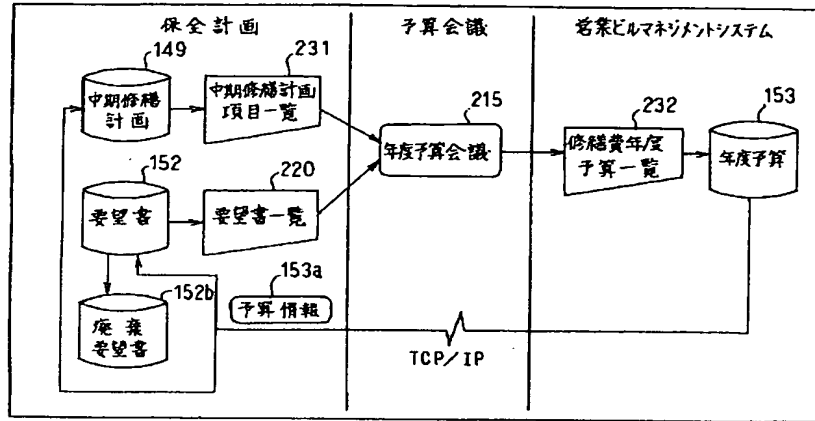 保全計画
予算会議
営業ビルマネジメントシステム
149
231
中期修繕
計画
中期修繕計画
項目一覧
215
年度予算会議
232
修繕費年度
予算一覧
153
年度予算
152
要望書
220
要望書一覧
152b
廃棄
要望書
153a
予算情報
TCP/IP